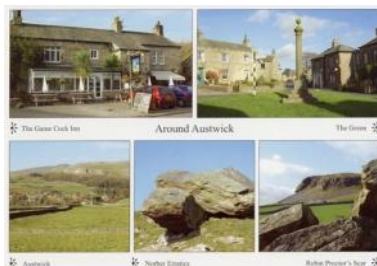 The Game Cock Inn
Around Austwick
The Green
Austwick
Norber Erratics
Robin Proctor's Scar